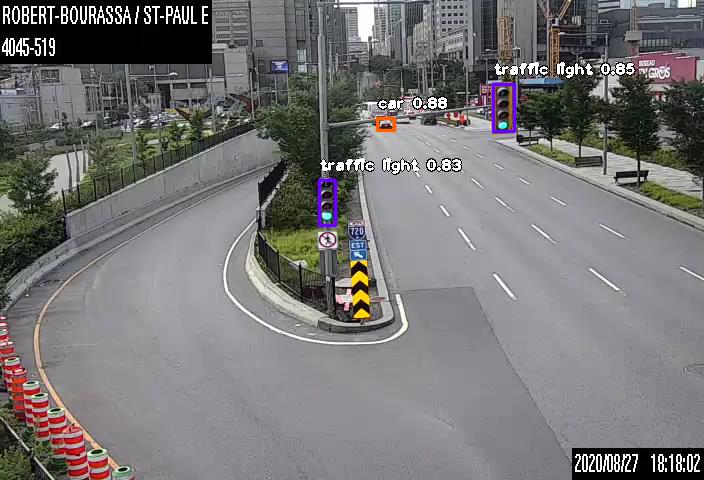 ROBERT-BOURASSA / ST-PAUL E
4045-519
traffic light 0.85
car 0.88
traffic light 0.83
720
EST
2020/08/27 18:18:02